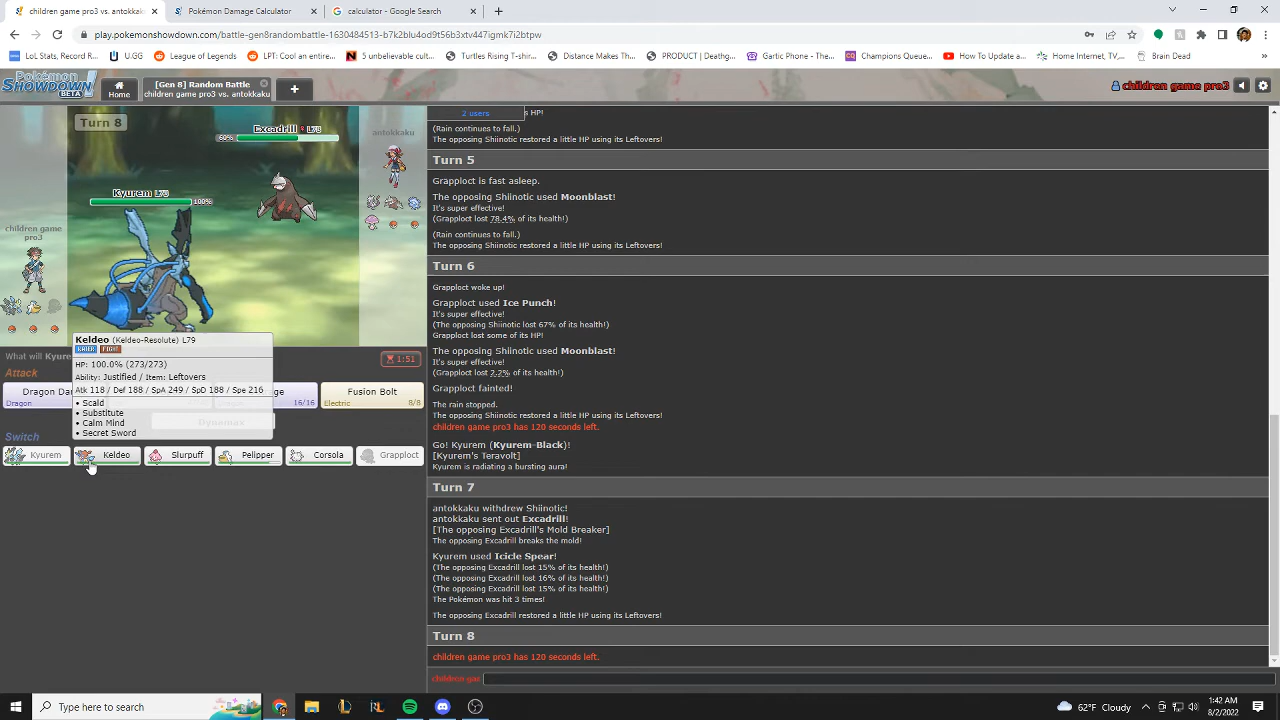 children game pro3 vs. antokka
Pokémon Damage Calculator
calculator - Google Search
play.pokemonshowdown.com/battle-gen8randombattle-1630484513-b7k2blu4od9t56b3xtv447igmk7i2btpw
LoL Stats, Record R...
U.GG
League of Legends
LPT: Cool an entire...
5 unbelievable cult...
Turtles Rising T-shir...
Distance Makes Th...
PRODUCT | Deathw...
Gartic Phone - The...
Champions Queue...
How To Update a...
Home Internet, TV,...
Brain Dead
Pokémon
SHOWDOWN
BETA
Home
[Gen 8] Random Battle
children game pro3 vs. antokkaku
children game pro3
Turn 8
Excadrill
60%
antokkaku
Kyurem
100%
children game
pro3
2 users
s HP!
(Rain continues to fall.)
The opposing Shiinotic restored a little HP using its Leftovers!
Turn 5
Grapploct is fast asleep.
The opposing Shiinotic used Moonblast!
It's super effective!
(Grapploct lost 78.4% of its health!)
(Rain continues to fall.)
The opposing Shiinotic restored a little HP using its Leftovers!
Turn 6
Grapploct woke up!
Grapploct used Ice Punch!
It's super effective!
(The opposing Shiinotic lost 67% of its health!)
Grapploct lost some of its HP!
The opposing Shiinotic used Moonblast!
It's super effective!
(Grapploct lost 2.2% of its health!)
Grapploct fainted!
The rain stopped.
The opposing Shiinotic restored a little HP using its Leftovers!
children game pro3 has 120 seconds left.
Go! Kyurem (Kyurem-Black)!
[Kyurem's Teravolt]
Kyurem is radiating a bursting aura!
Turn 7
antokkaku withdrew Shiinotic!
antokkaku sent out Excadrill!
[The opposing Excadrill's Mold Breaker]
The opposing Excadrill breaks the mold!
Kyurem used Icicle Spear!
(The opposing Excadrill lost 15% of its health!)
(The opposing Excadrill lost 16% of its health!)
(The opposing Excadrill lost 15% of its health!)
The Pokémon was hit 3 times!
The opposing Excadrill restored a little HP using its Leftovers!
Turn 8
children game pro3 has 120 seconds left.
What will Kyure
1:51
Attack
Dragon Dan
Dragon
16/16
Fusion Bolt
Electric
8/8
Keldeo (Keldeo-Resolute) L79
WATER FIGHT
HP: 100.0% (273/273)
Ability: Justified / Item: Leftovers
Atk 118 / Def 188 / SpA 249 / SpD 188 / Spe 216
• Scald
• Substitute
• Calm Mind
• Secret Sword
Dynamax
Switch
Kyurem
Keldeo
Slurpuff
Pelipper
Corsola
Grapploct
Type here to search
62°F Cloudy
1:42 AM
8/2/2022